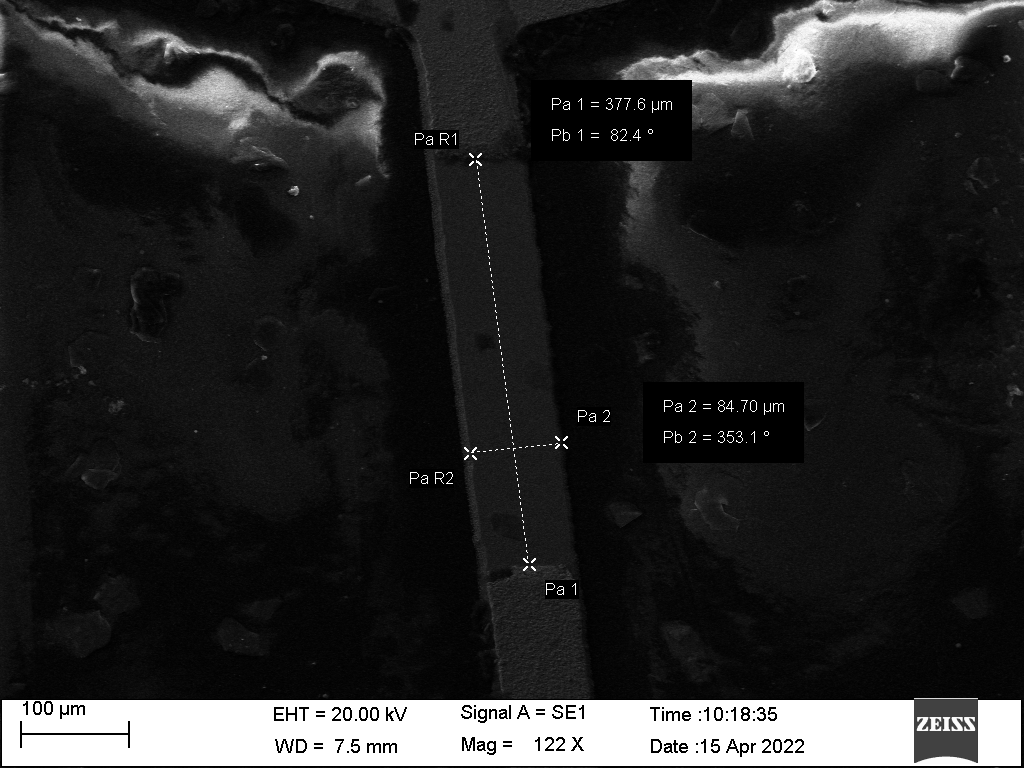 Pa 1 = 377.6 µm
Pb 1 = 82.4 °
Pa R1
Pa 2 = 84.70 µm
Pb 2 = 353.1 °
Pa 2
Pa R2
Pa 1
100 µm
EHT = 20.00 kV
Signal A = SE1
Time :10:18:35
ZEISS
WD = 7.5 mm
Mag = 122 X
Date :15 Apr 2022